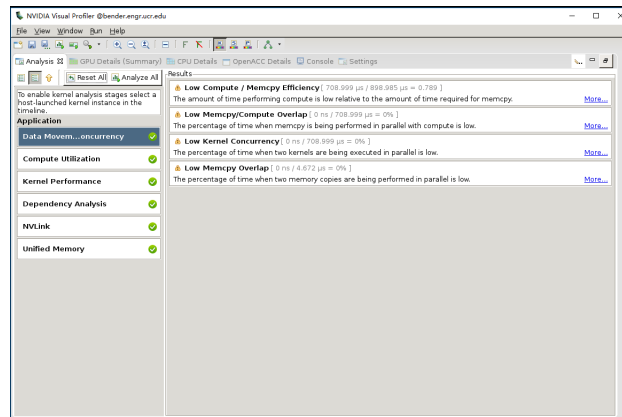 NVIDIA Visual Profiler @bender.engr.ucr.edu
File View Window Run Help
Analysis GPU Details (Summary) CPU Details OpenACC Details Console Settings
Reset All Analyze All
To enable kernel analysis stages select a
host-launched kernel instance in the
timeline.
Application
Data Movem...oncurrency
Compute Utilization
Kernel Performance
Dependency Analysis
NVLink
Unified Memory
Results
Low Compute / Memcpy Efficiency [ 708.999 µs / 898.985 µs = 0.789 ]
The amount of time performing compute is low relative to the amount of time required for memcpy. More...
Low Memcpy/Compute Overlap [ 0 ns / 708.999 µs = 0% ]
The percentage of time when memcpy is being performed in parallel with compute is low. More...
Low Kernel Concurrency [ 0 ns / 708.999 µs = 0% ]
The percentage of time when two kernels are being executed in parallel is low. More...
Low Memcpy Overlap [ 0 ns / 4.672 µs = 0% ]
The percentage of time when two memory copies are being performed in parallel is low. More...